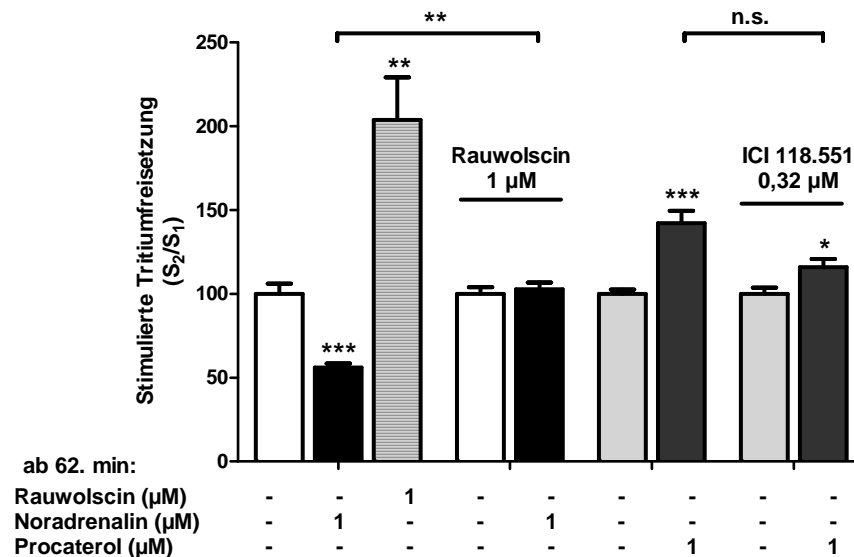 ** n.s.
250
200
150
100
50
0
Stimulierte Tritiumfreisetzung
(S₂/S₁)
***
**
Rauwolscin
1 µM
***
ICI 118.551
0,32 µM
*
ab 62. min:
Rauwolscin (µM) - - 1 - - - - - -
Noradrenalin (µM) - 1 - - 1 - - - -
Procaterol (µM) - - - - - - 1 - 1